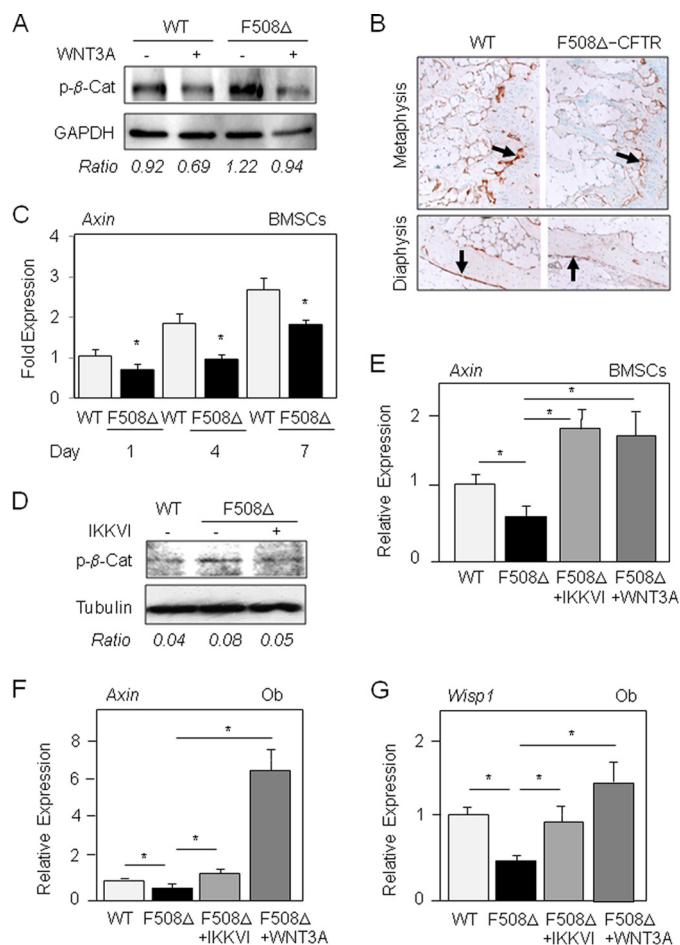 A
WT F508Δ
WNT3A - + - +
p-β-Cat
GAPDH
Ratio 0.92 0.69 1.22 0.94
B
WT F508Δ-CFTR
Metaphysis
Diaphysis
C
Axin BMSCs
Fold Expression
4
3
2
1
0
* * *
WT F508Δ WT F508Δ WT F508Δ
Day 1 4 7
D
WT F508Δ
IKKVI - - +
p-β-Cat
Tubulin
Ratio 0.04 0.08 0.05
E
Axin BMSCs
Relative Expression
2
1
0
* * *
WT F508Δ F508Δ F508Δ
+IKKVI +WNT3A
F
Axin Ob
Relative Expression
8
6
4
2
0
* * *
WT F508Δ F508Δ F508Δ
+IKKVI +WNT3A
G
Wisp1 Ob
Relative Expression
2
1
0
* * *
WT F508Δ F508Δ F508Δ
+IKKVI +WNT3A